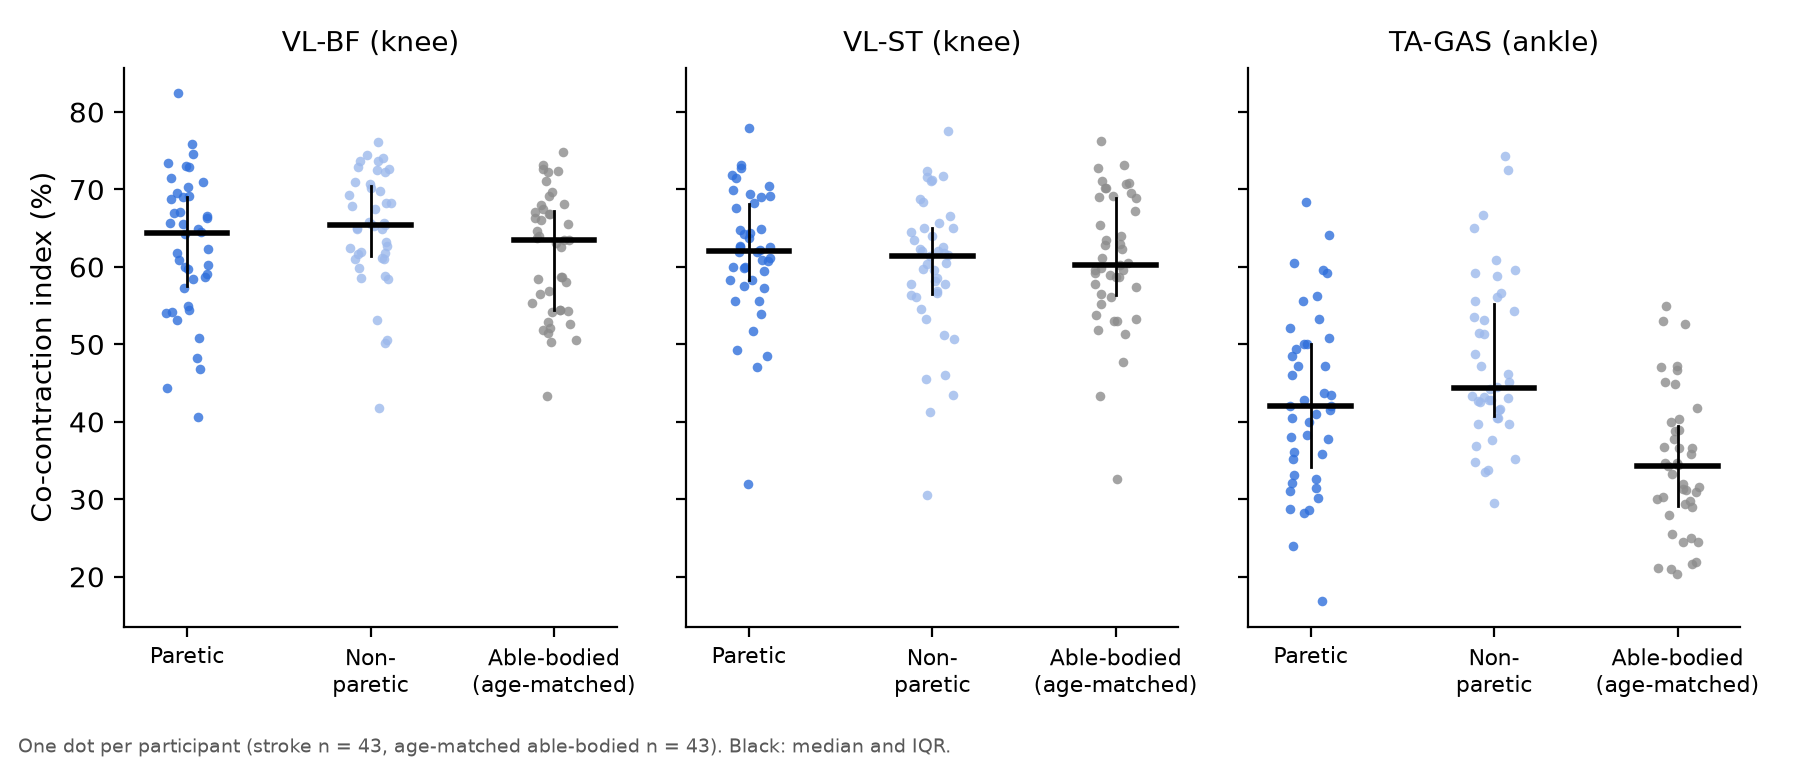 VL-BF (knee)
VL-ST (knee)
TA-GAS (ankle)
Co-contraction index (%)
80
70
60
50
40
30
20
Paretic
Non-
paretic
Able-bodied
(age-matched)
Paretic
Non-
paretic
Able-bodied
(age-matched)
Paretic
Non-
paretic
Able-bodied
(age-matched)
One dot per participant (stroke n = 43, age-matched able-bodied n = 43). Black: median and IQR.